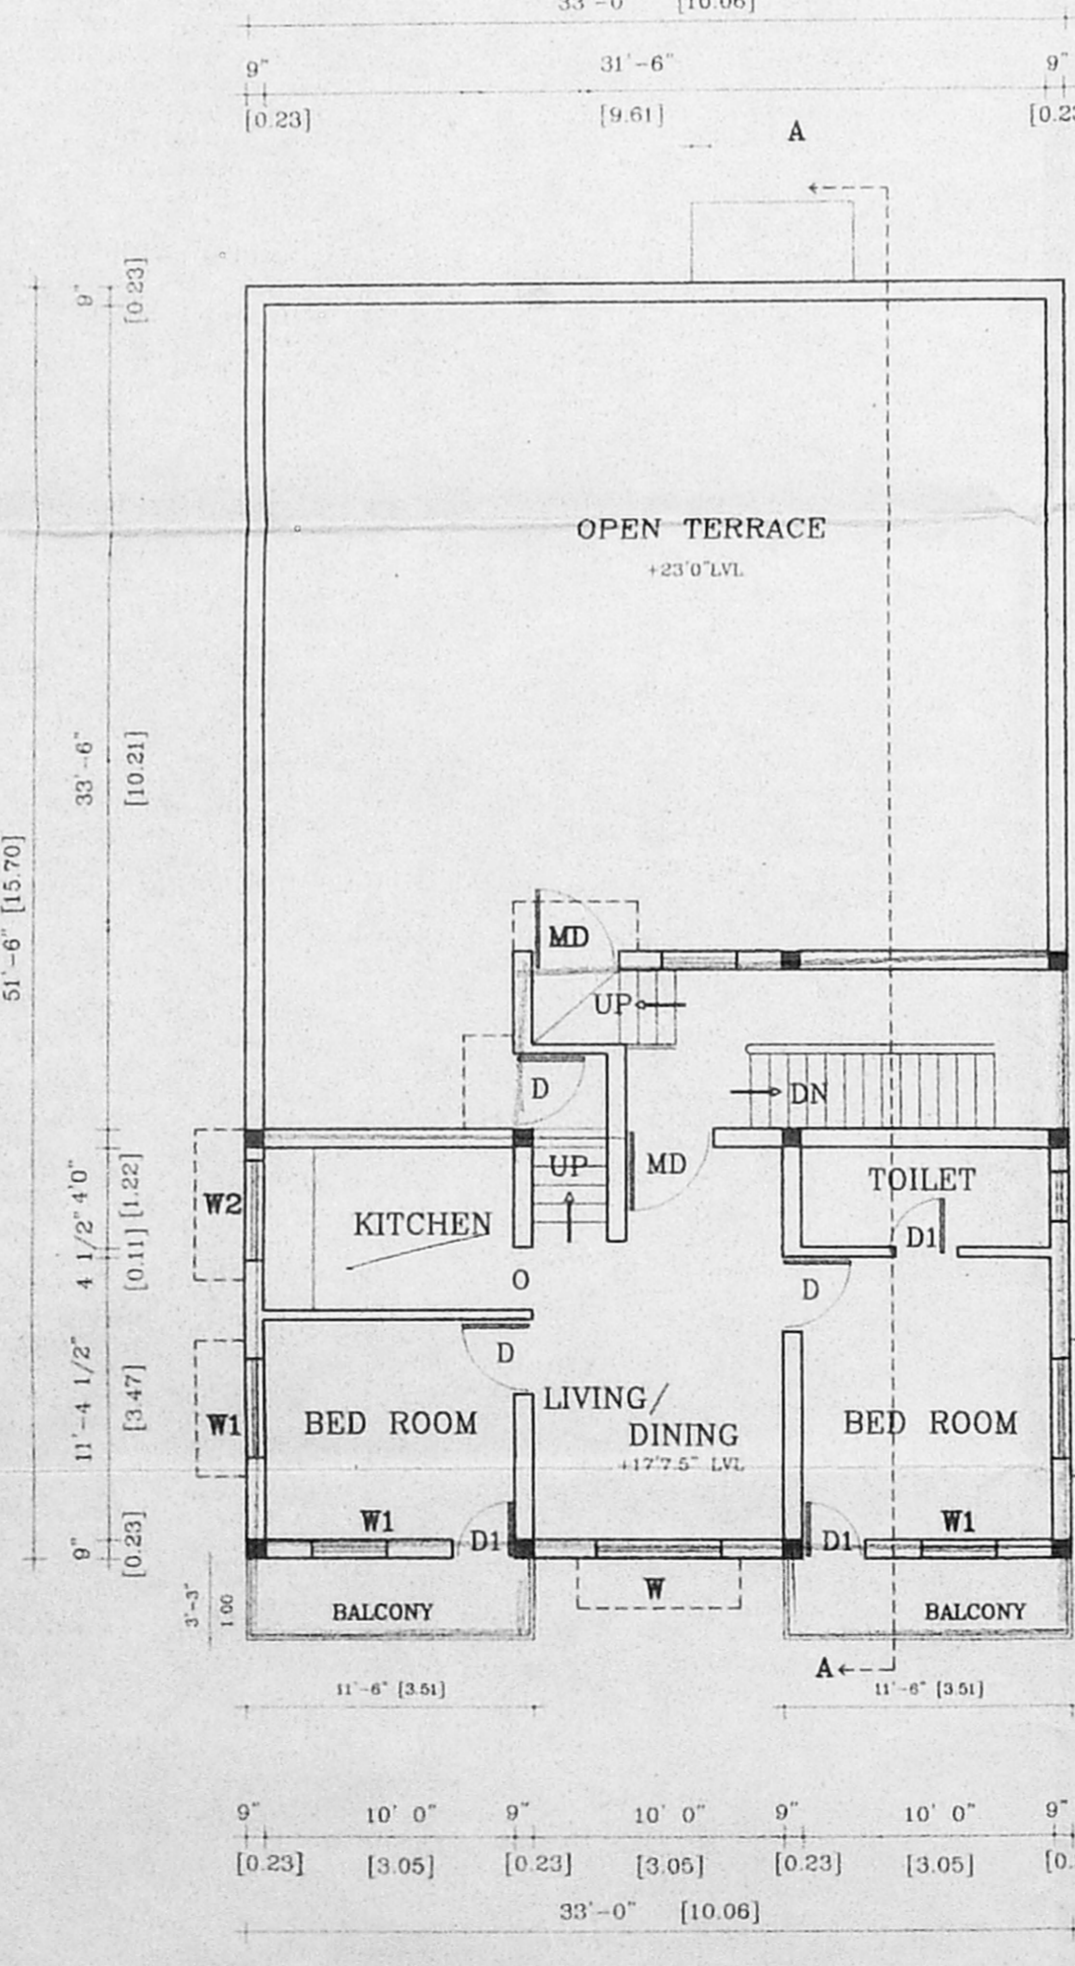 33'-0" [10.06]
9" 31'-6" 9"
[0.23] [9.61]
A
9" [0.23]
OPEN TERRACE
+23'0"LVL
33'-6" [10.21]
51'-6" [15.70]
MD
UP
D
DN
UP
MD
TOILET
4'0" [1.22]
W2
KITCHEN
D1
4 1/2" [0.11]
O
D
D
11'-4 1/2" [3.47]
LIVING/
W1
BED ROOM
DINING
BED ROOM
+17'7.5" LVL
W1
W1
9" [0.23]
D1
D1
3'-3" 1.00
W
BALCONY
BALCONY
A
11'-6" [3.51]
11'-6" [3.51]
9" 10' 0" 9" 10' 0" 9" 10' 0" 9"
[0.23] [3.05] [0.23] [3.05] [0.23] [3.05]
33'-0" [10.06]